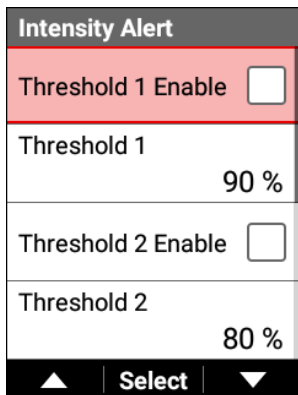 Intensity Alert
Threshold 1 Enable
Threshold 1
90 %
Threshold 2 Enable
Threshold 2
80 %
Select